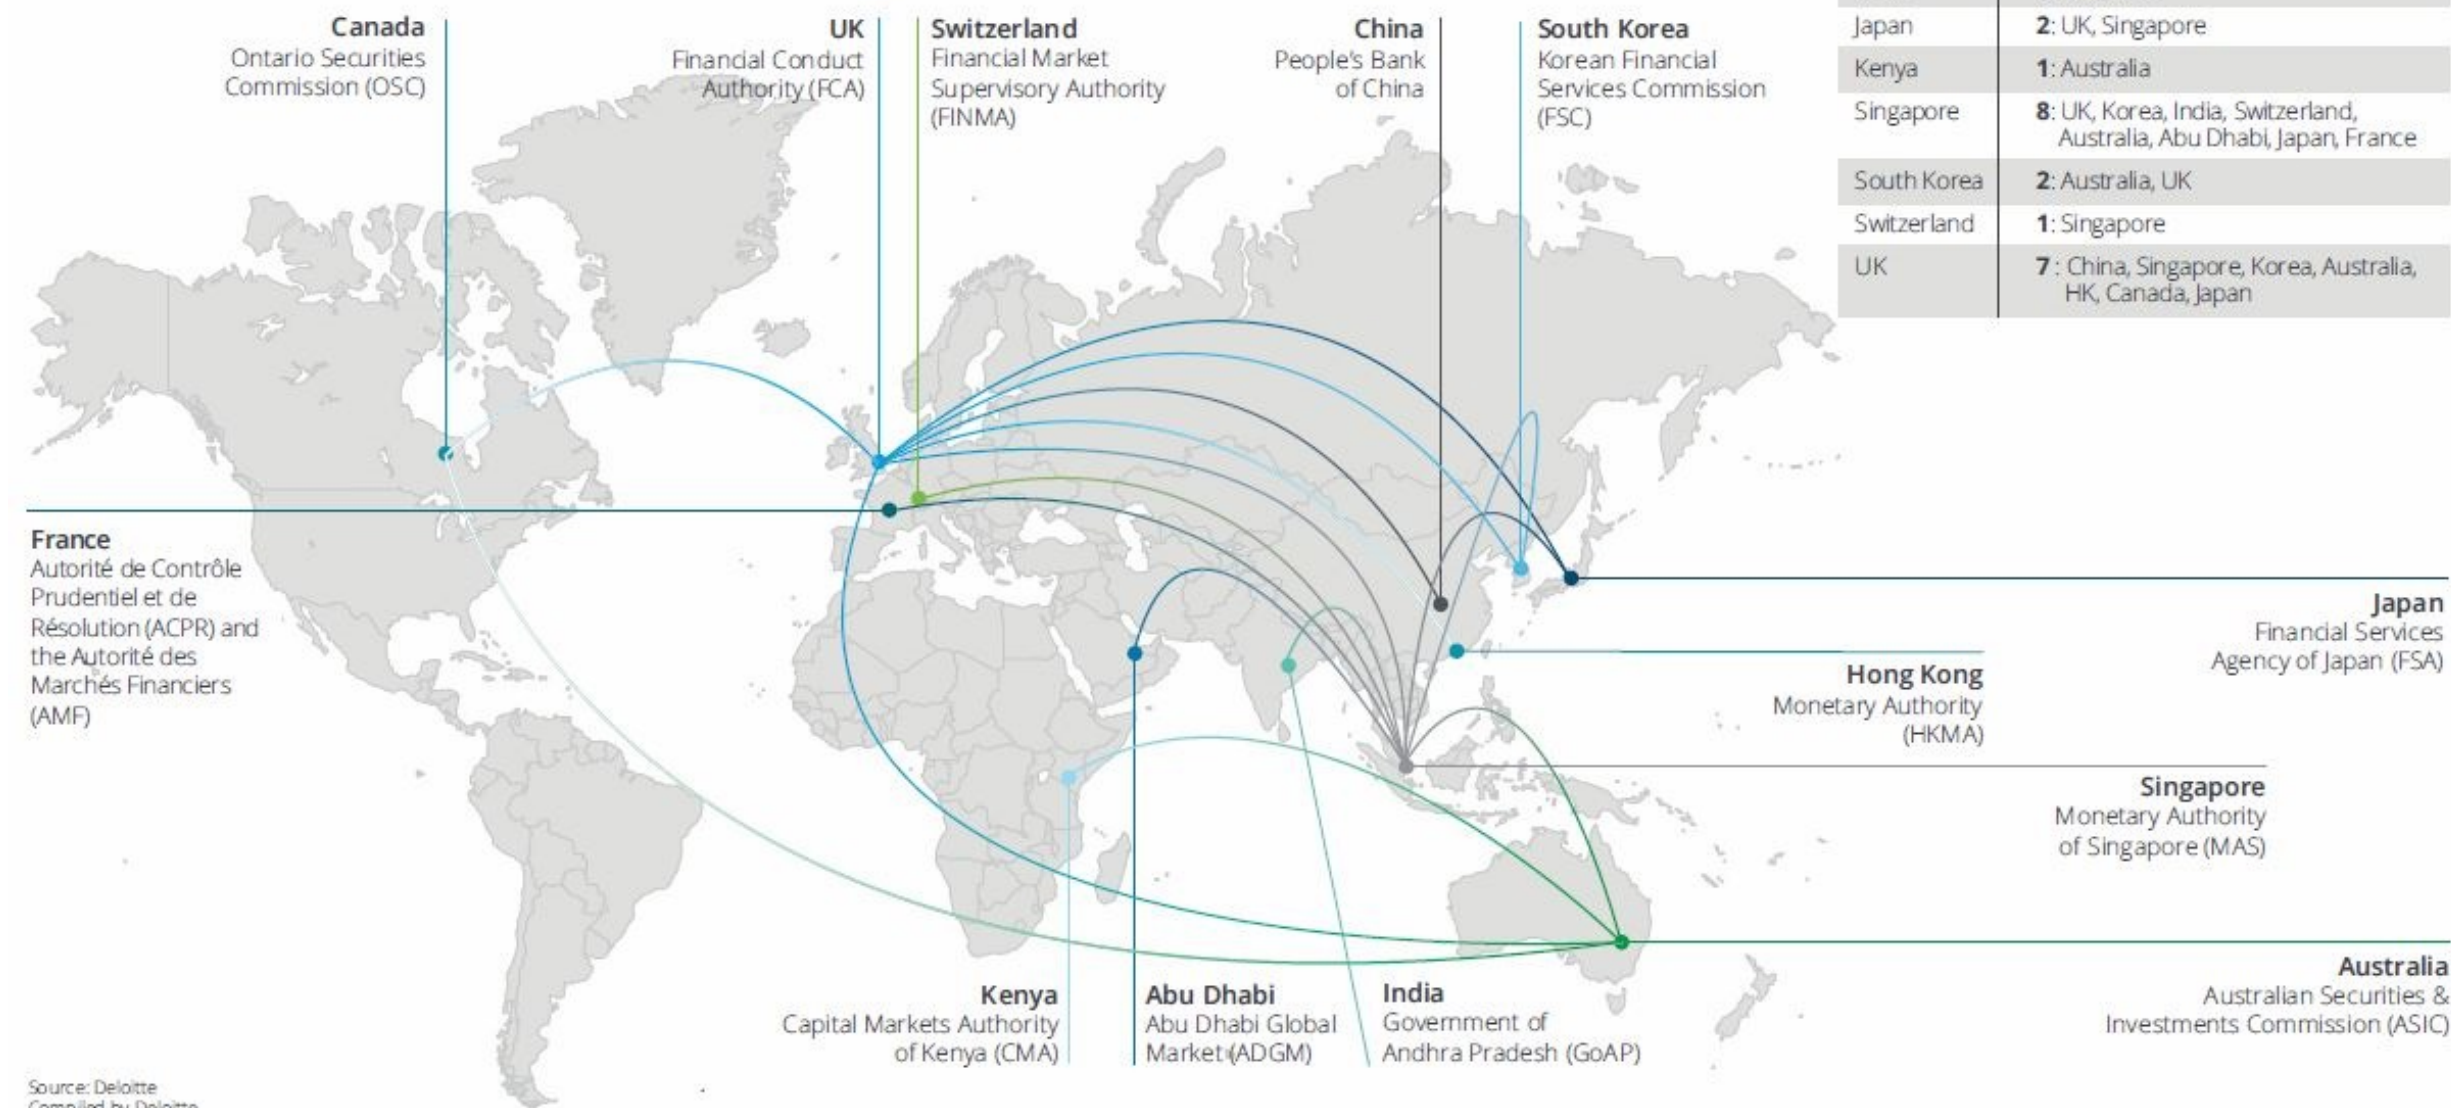 Canada
Ontario Securities
Commission (OSC)
UK
Financial Conduct
Authority (FCA)
Switzerland
Financial Market
Supervisory Authority
(FINMA)
China
People's Bank
of China
South Korea
Korean Financial
Services Commission
(FSC)
Japan 2: UK, Singapore
Kenya 1: Australia
Singapore 8: UK, Korea, India, Switzerland,
Australia, Abu Dhabi, Japan, France
South Korea 2: Australia, UK
Switzerland 1: Singapore
UK 7: China, Singapore, Korea, Australia,
HK, Canada, Japan
France
Autorité de Contrôle
Prudentiel et de
Résolution (ACPR) and
the Autorité des
Marchés Financiers
(AMF)
Japan
Financial Services
Agency of Japan (FSA)
Hong Kong
Monetary Authority
(HKMA)
Singapore
Monetary Authority
of Singapore (MAS)
Australia
Australian Securities &
Investments Commission (ASIC)
Kenya
Capital Markets Authority
of Kenya (CMA)
Abu Dhabi
Abu Dhabi Global
Market (ADGM)
India
Government of
Andhra Pradesh (GoAP)
Source: Deloitte
Compiled by Deloitte